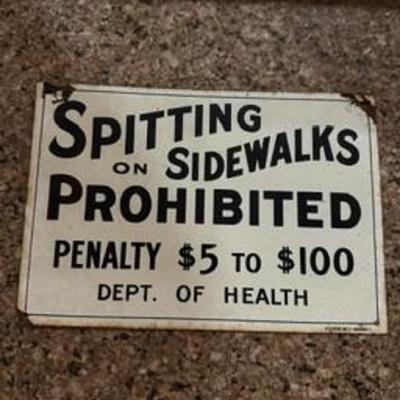 SPITTING
ON SIDEWALKS
PROHIBITED
PENALTY $5 TO $100
DEPT. OF HEALTH